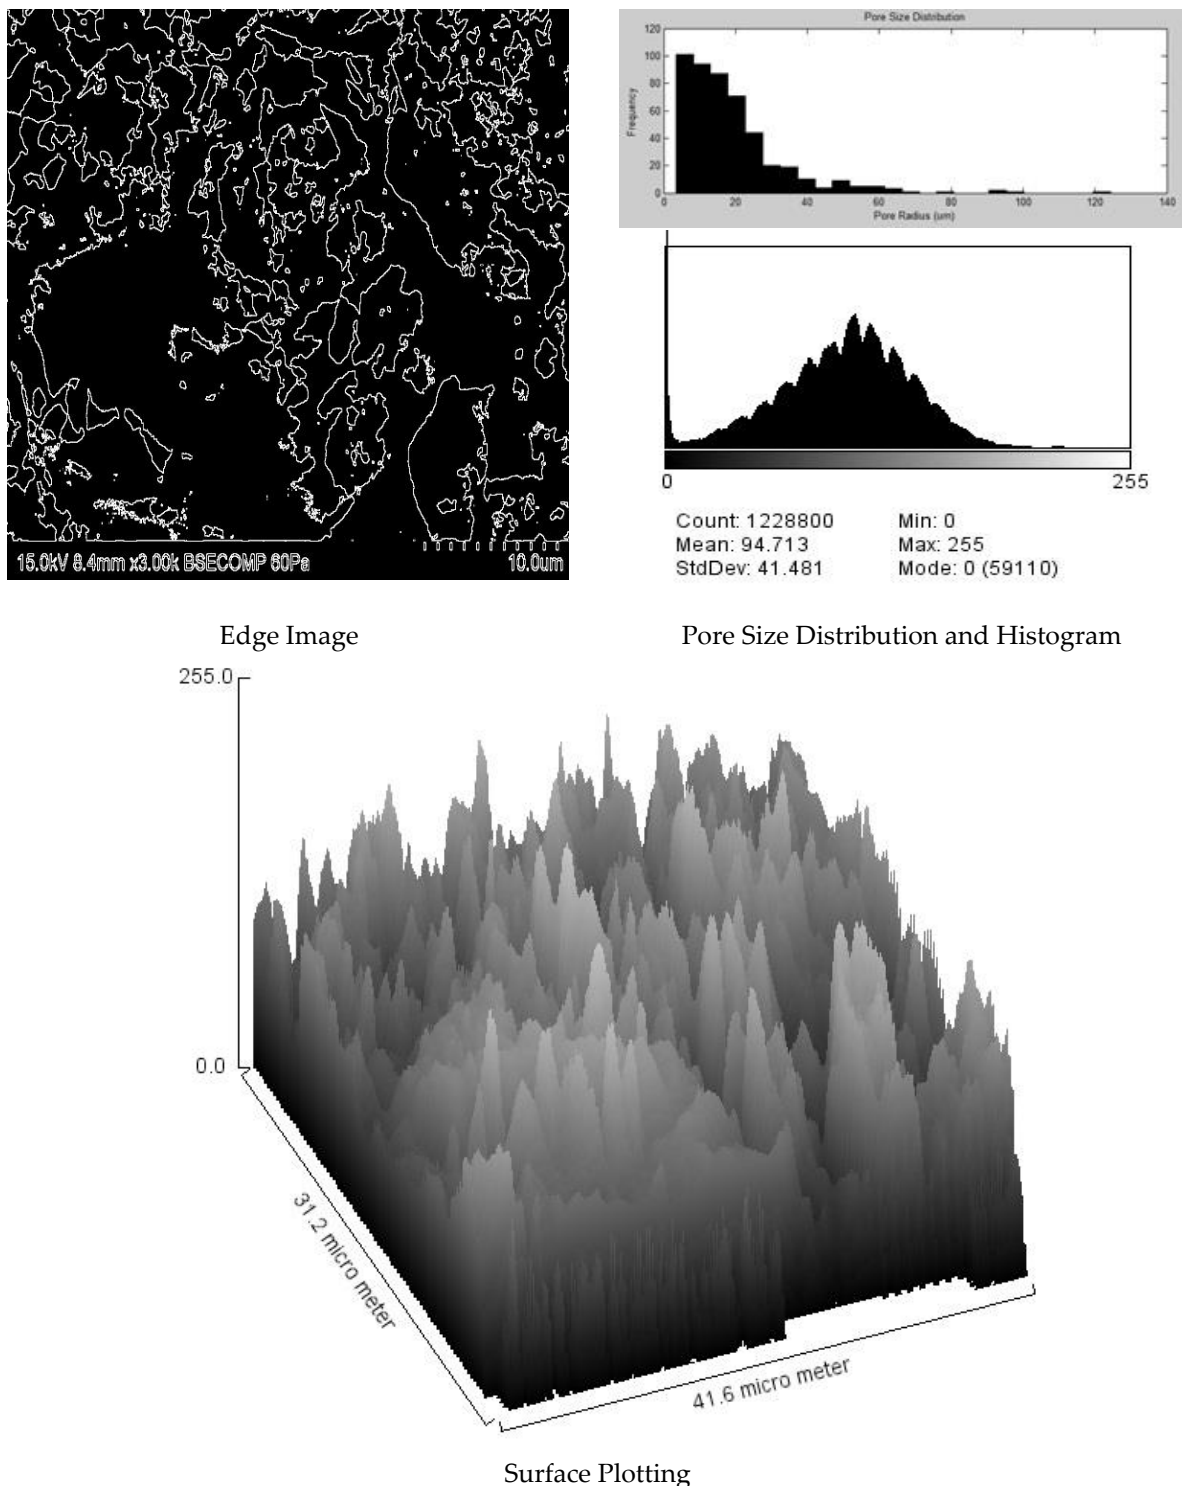 Pore Size Distribution
120
100
80
60
40
20
0
Frequency
0 20 40 60 80 100 120 140
Pore Radius (um)
0 255
Count: 1228800 Min: 0
Mean: 94.713 Max: 255
StdDev: 41.481 Mode: 0 (59110)
15.0kV 8.4mm x3.00k BSECOMP 60Pa 10.0um
Edge Image
Pore Size Distribution and Histogram
255.0
0.0
31.2 micro meter
41.6 micro meter
Surface Plotting